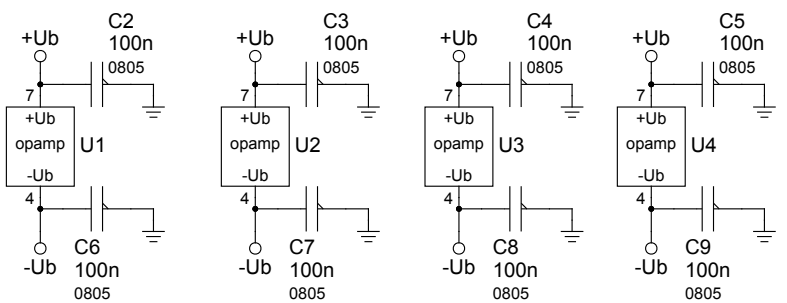 C2 C3 C4 C5
+Ub 100n +Ub 100n +Ub 100n +Ub 100n
0805 0805 0805 0805
7 7 7 7
+Ub +Ub +Ub +Ub
opamp U1 opamp U2 opamp U3 opamp U4
-Ub -Ub -Ub -Ub
4 4 4 4
C6 C7 C8 C9
-Ub 100n -Ub 100n -Ub 100n -Ub 100n
0805 0805 0805 0805